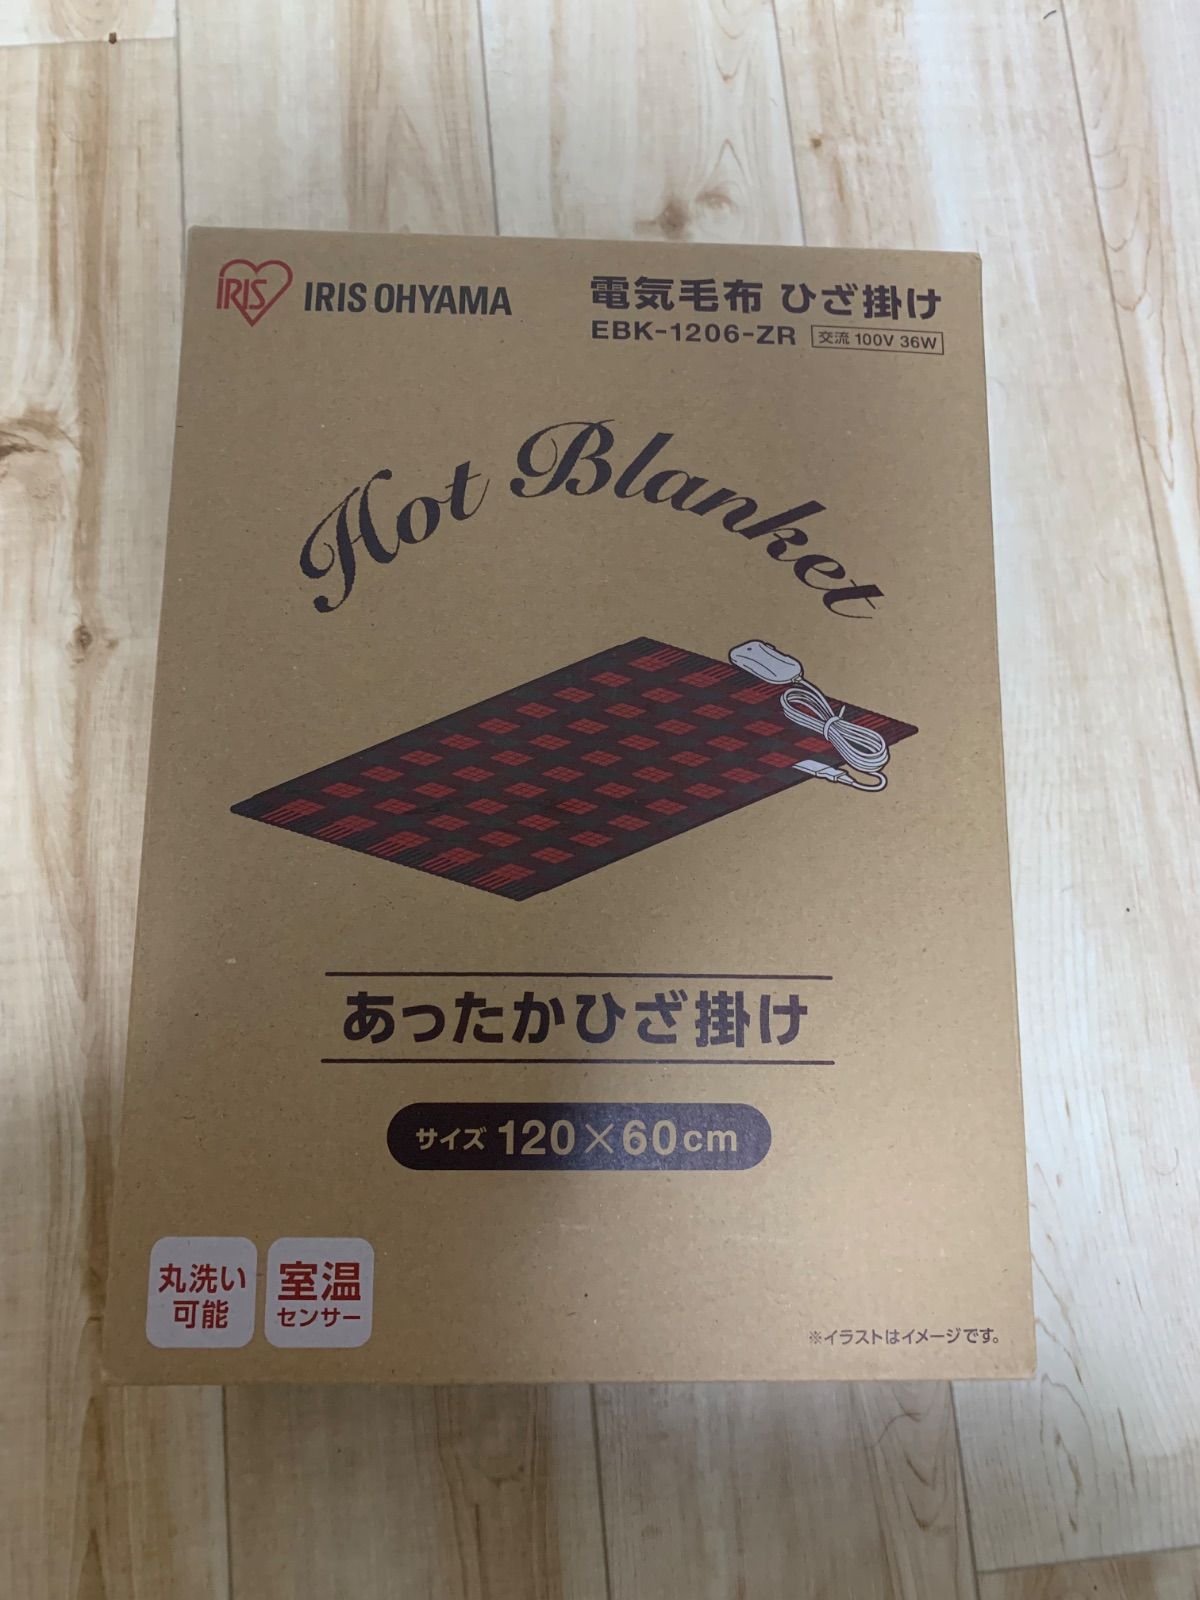 IRIS IRIS OHYAMA
電気毛布 ひざ掛け
EBK-1206-ZR 交流 100V 36W
Hot Blanket
あったかひざ掛け
サイズ 120×60cm
丸洗い
可能
室温
センサー
※イラストはイメージです。